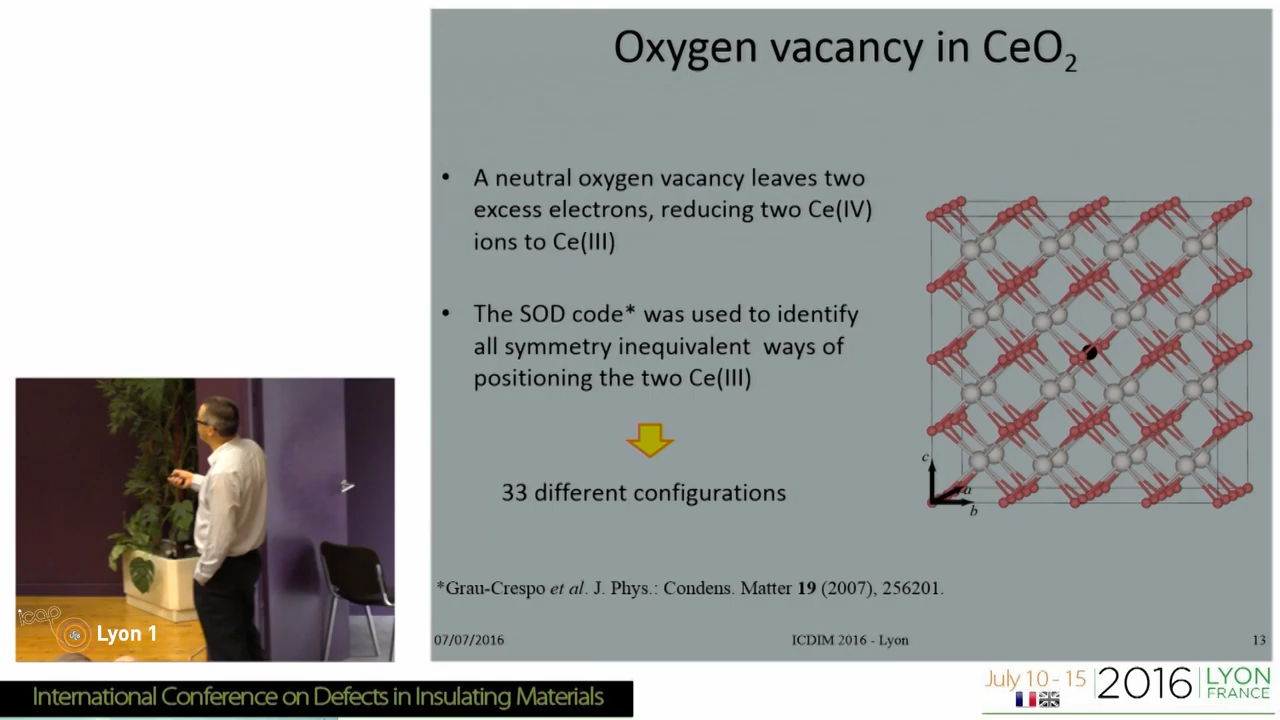 Oxygen vacancy in CeO2
• A neutral oxygen vacancy leaves two
excess electrons, reducing two Ce(IV)
ions to Ce(III)
• The SOD code* was used to identify
all symmetry inequivalent ways of
positioning the two Ce(III)
33 different configurations
c
a
b
*Grau-Crespo et al. J. Phys.: Condens. Matter 19 (2007), 256201.
07/07/2016
ICDIM 2016 - Lyon
13
icap
Lyon 1
International Conference on Defects in Insulating Materials
July 10 - 15
2016
LYON
FRANCE